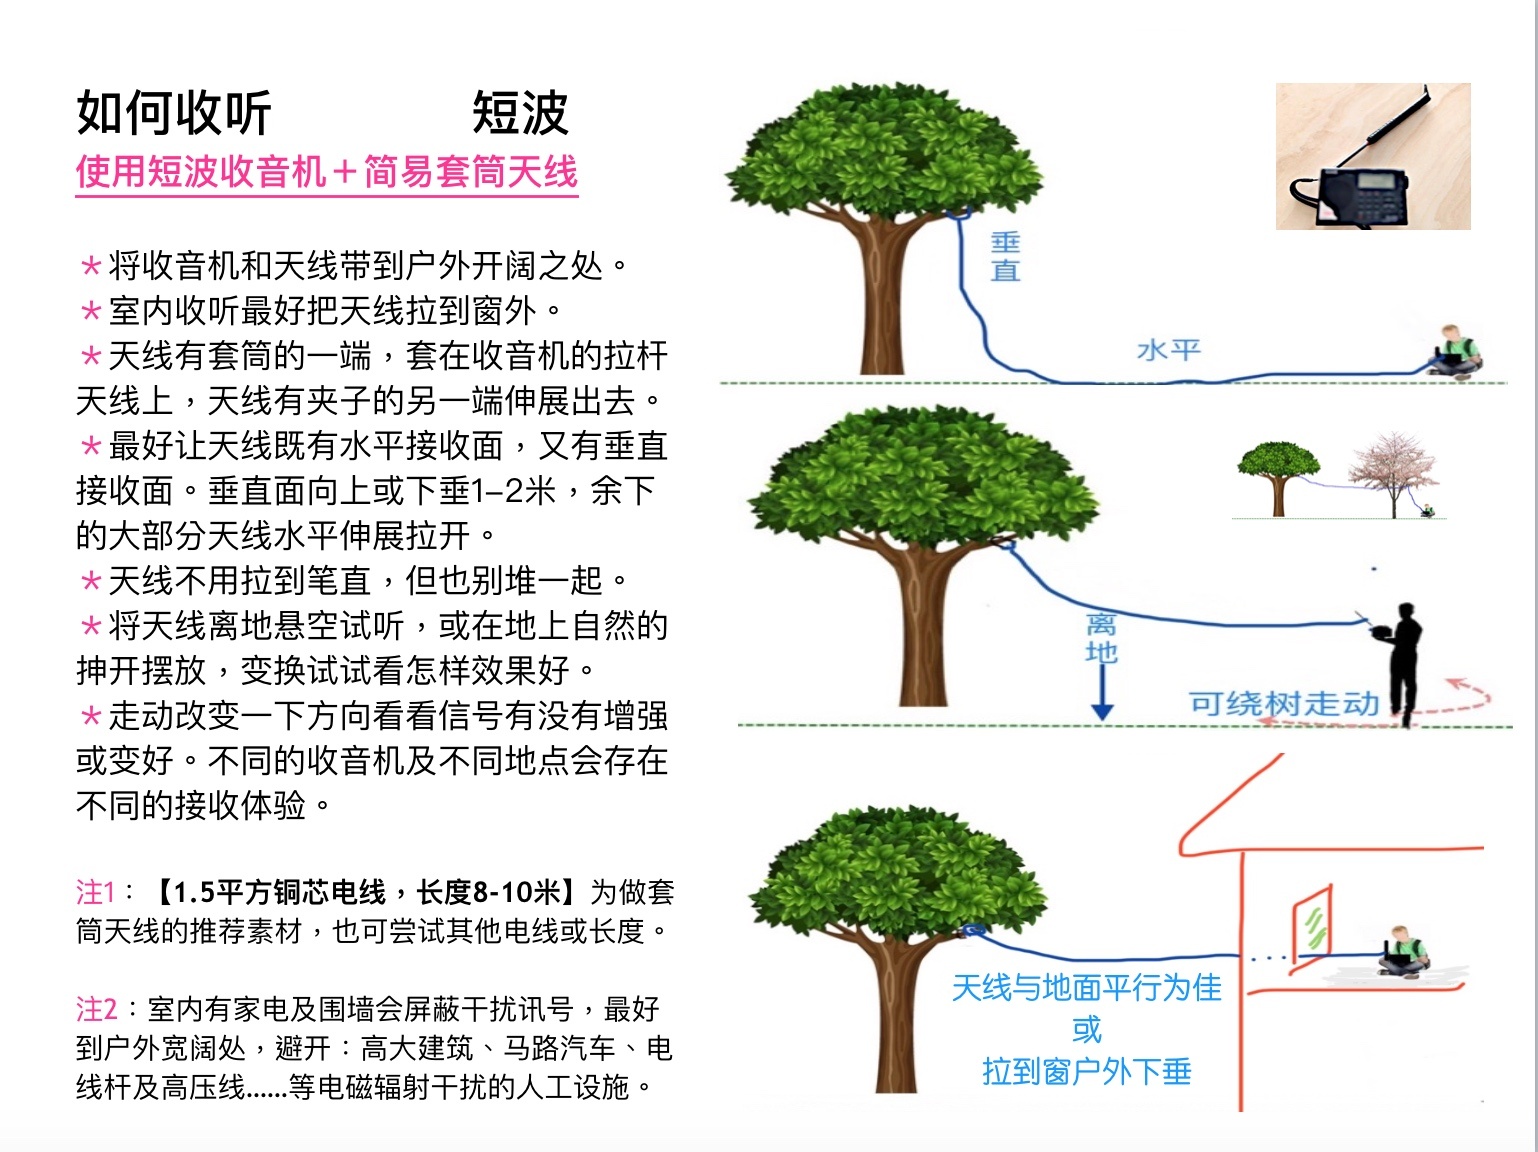 如何收听 短波
使用短波收音机＋简易套筒天线
＊将收音机和天线带到户外开阔之处。
＊室内收听最好把天线拉到窗外。
＊天线有套筒的一端，套在收音机的拉杆
天线上，天线有夹子的另一端伸展出去。
＊最好让天线既有水平接收面，又有垂直
接收面。垂直面向上或下垂1–2米，余下
的大部分天线水平伸展拉开。
＊天线不用拉到笔直，但也别堆一起。
＊将天线离地悬空试听，或在地上自然的
抻开摆放，变换试试看怎样效果好。
＊走动改变一下方向看看信号有没有增强
或变好。不同的收音机及不同地点会存在
不同的接收体验。
注1：【1.5平方铜芯电线，长度8-10米】为做套
筒天线的推荐素材，也可尝试其他电线或长度。
注2：室内有家电及围墙会屏蔽干扰讯号，最好
到户外宽阔处，避开：高大建筑、马路汽车、电
线杆及高压线......等电磁辐射干扰的人工设施。
垂
直
水平
离
地
可绕树走动
天线与地面平行为佳
或
拉到窗户外下垂